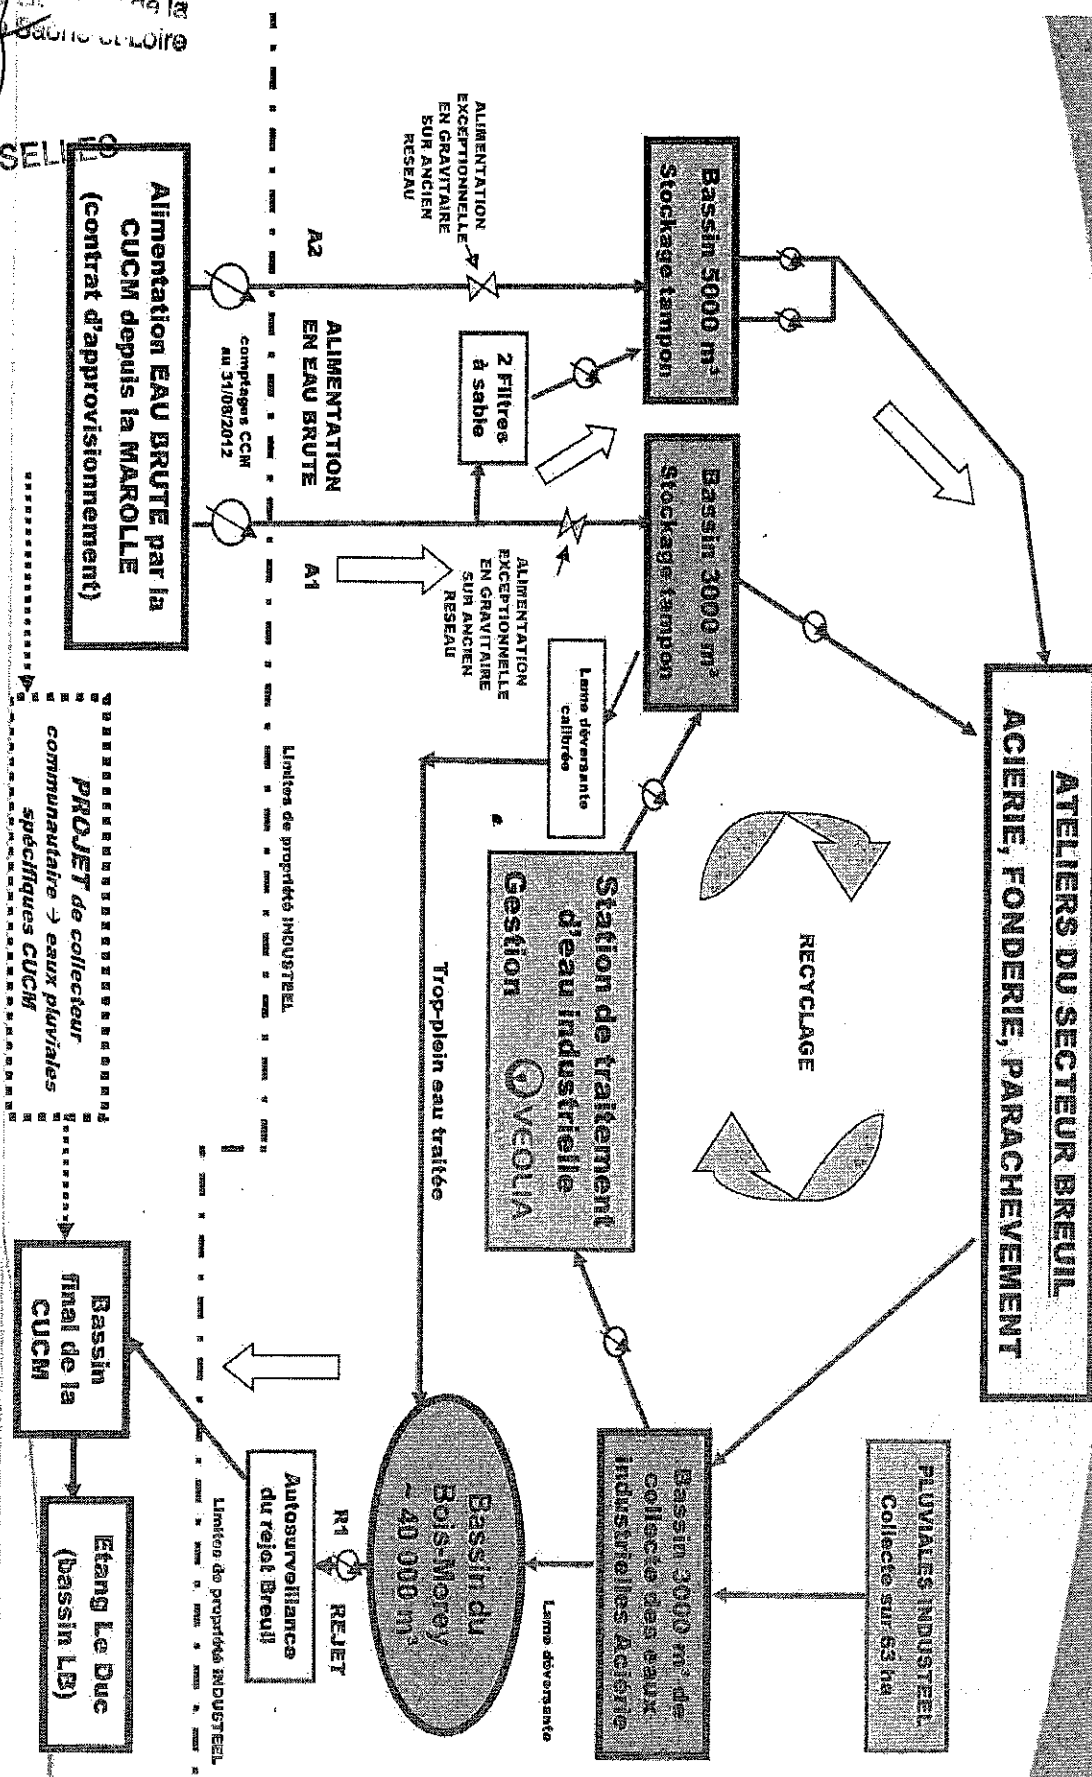 ATELIERS DU SECTEUR BREUIL
ACIERIE, FONDERIE, PARACHEVEMENT
PLUVIALES INDUSTEEL
Collecte sur 63 ha
RECYCLAGE
Bassin 5000 m³
Stockage tampon
Bassin 3000 m³
Stockage tampon
Bassin 3000 m³ de
collecte des eaux
industrielles Aciérie
Station de traitement
d'eau industrielle
Gestion VEOLIA
Lame déversante
calibrée
Lame déversante
2 Filtres
à sable
ALIMENTATION
EXCEPTIONNELLE
EN GRAVITAIRE
SUR ANCIEN
RESEAU
ALIMENTATION
EXCEPTIONNELLE
EN GRAVITAIRE
SUR ANCIEN
RESEAU
Trop-plein eau traitée
Bassin du
Bois-Morey
~ 40 000 m³
A2
ALIMENTATION
EN EAU BRUTE
A1
R1
REJET
Autosurveillance
du rejet Breuil
comptages CCM
au 31/08/2012
Limites de propriété INDUSTEEL
Limites de propriété INDUSTEEL
Alimentation EAU BRUTE par la
CUCM depuis la MAROLLE
(contrat d'approvisionnement)
PROJET de collecteur
communautaire → eaux pluviales
spécifiques CUCM
Bassin
final de la
CUCM
Etang Le Duc
(bassin LB)
de la
Saône-et-Loire